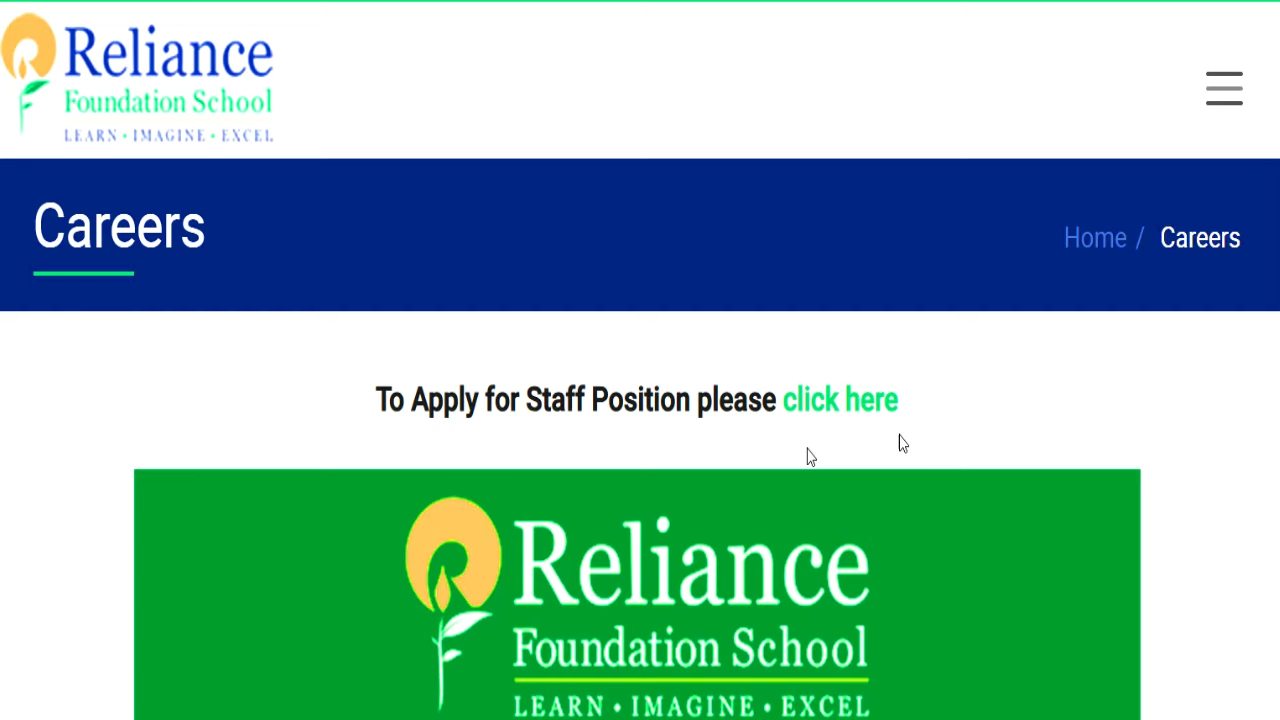 Reliance
Foundation School
LEARN • IMAGINE • EXCEL
Careers
Home / Careers
To Apply for Staff Position please click here
Reliance
Foundation School
LEARN • IMAGINE • EXCEL